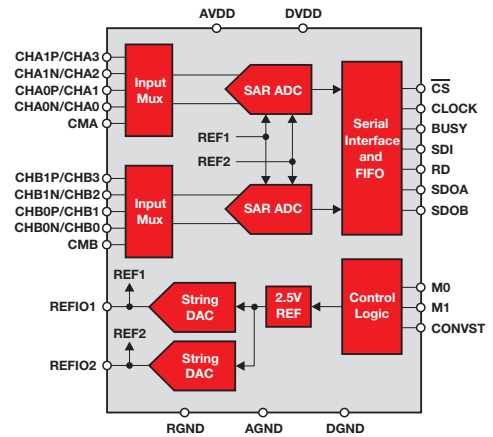 AVDD
DVDD
CHA1P/CHA3
CHA1N/CHA2
CHA0P/CHA1
CHA0N/CHA0
CMA
Input
Mux
SAR ADC
Serial
Interface
and
FIFO
CS
CLOCK
BUSY
SDI
RD
SDOA
SDOB
REF1
REF2
CHB1P/CHB3
CHB1N/CHB2
CHB0P/CHB1
CHB0N/CHB0
CMB
Input
Mux
SAR ADC
REF1
REFIO1
String
DAC
2.5V
REF
Control
Logic
M0
M1
CONVST
REF2
REFIO2
String
DAC
RGND
AGND
DGND